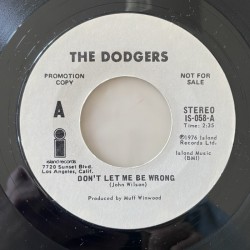 THE DODGERS
PROMOTION
COPY
NOT FOR
SALE
A
STEREO
IS-058-A
Time: 2:35
island records
7720 Sunset Blvd.
Los Angeles, Calif.
℗1976 Island
Records Ltd.
Island Music
(BMI)
DON'T LET ME BE WRONG
(John Wilson)
Produced by Muff Winwood